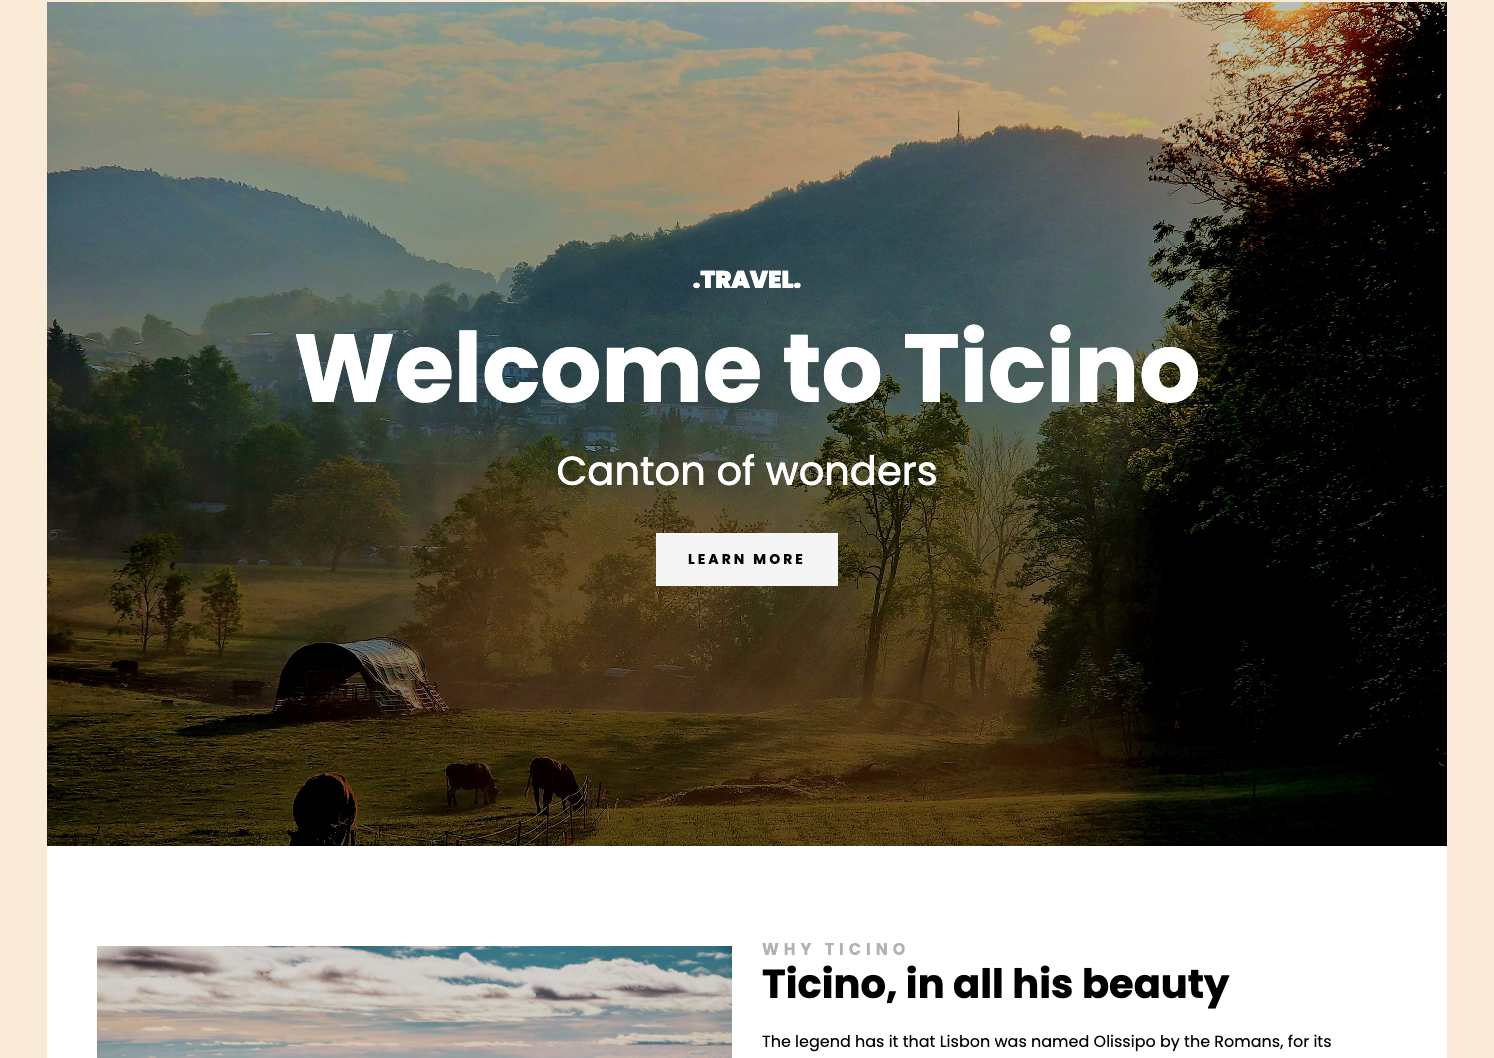 .TRAVEL.
Welcome to Ticino
Canton of wonders
LEARN MORE
WHY TICINO
Ticino, in all his beauty
The legend has it that Lisbon was named Olissipo by the Romans, for its